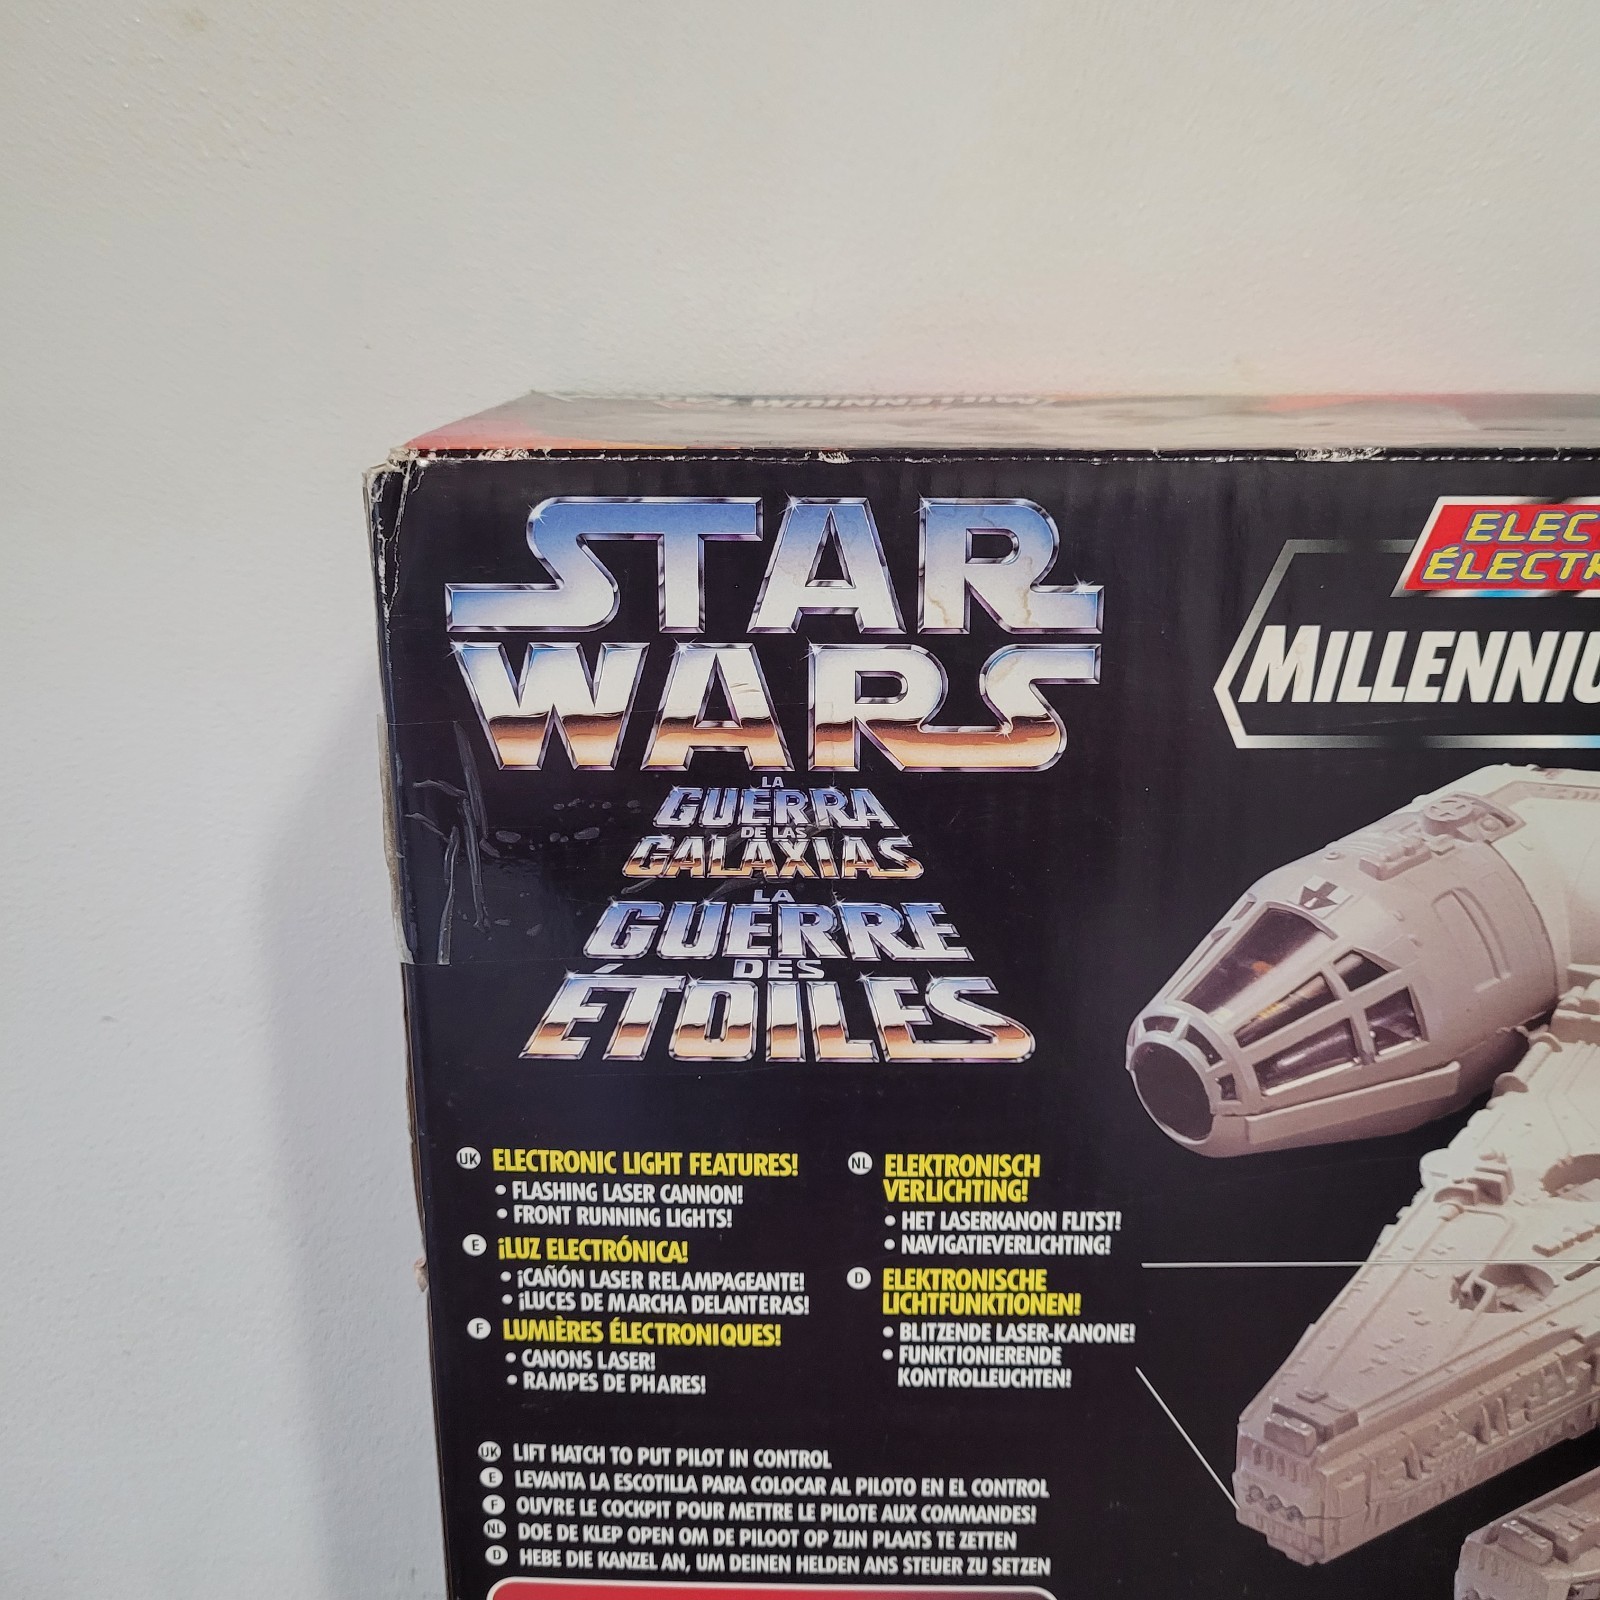 STAR
WARS
LA
GUERRA
DE LAS
GALAXIAS
LA
GUERRE
DES
ÉTOILES
ELEC
ÉLECTR
MILLENNIU
UK ELECTRONIC LIGHT FEATURES!
• FLASHING LASER CANNON!
• FRONT RUNNING LIGHTS!
E ¡LUZ ELECTRÓNICA!
• ¡CAÑÓN LASER RELAMPAGEANTE!
• ¡LUCES DE MARCHA DELANTERAS!
F LUMIÈRES ÉLECTRONIQUES!
• CANONS LASER!
• RAMPES DE PHARES!
NL ELEKTRONISCH
VERLICHTING!
• HET LASERKANON FLITST!
• NAVIGATIEVERLICHTING!
D ELEKTRONISCHE
LICHTFUNKTIONEN!
• BLITZENDE LASER-KANONE!
• FUNKTIONIERENDE
KONTROLLEUCHTEN!
UK LIFT HATCH TO PUT PILOT IN CONTROL
E LEVANTA LA ESCOTILLA PARA COLOCAR AL PILOTO EN EL CONTROL
F OUVRE LE COCKPIT POUR METTRE LE PILOTE AUX COMMANDES!
NL DOE DE KLEP OPEN OM DE PILOOT OP ZIJN PLAATS TE ZETTEN
D HEBE DIE KANZEL AN, UM DEINEN HELDEN ANS STEUER ZU SETZEN